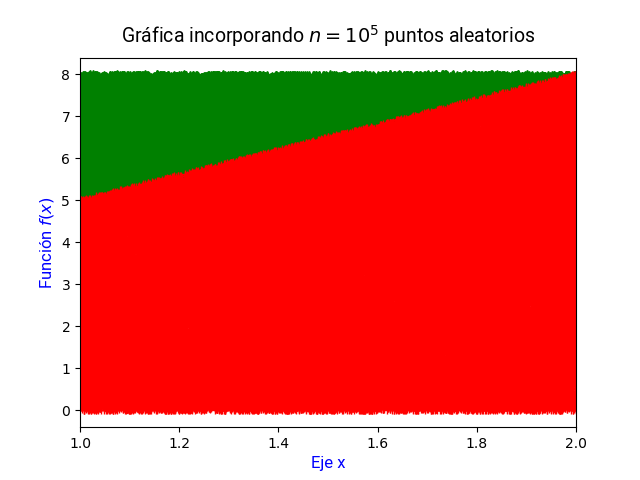 Gráfica incorporando n = 10⁵ puntos aleatorios
8
7
6
5
4
3
2
1
0
Función f(x)
1.0 1.2 1.4 1.6 1.8 2.0
Eje x